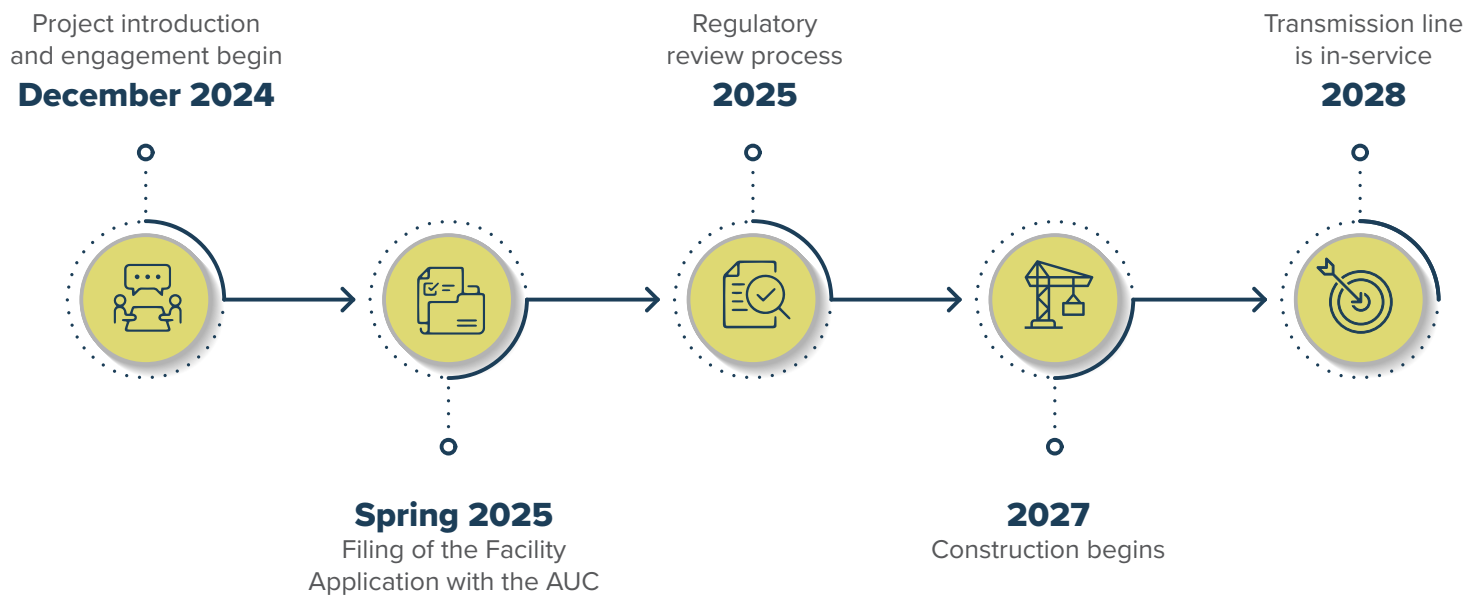 Project introduction
and engagement begin
December 2024
Spring 2025
Filing of the Facility
Application with the AUC
Regulatory
review process
2025
2027
Construction begins
Transmission line
is in-service
2028